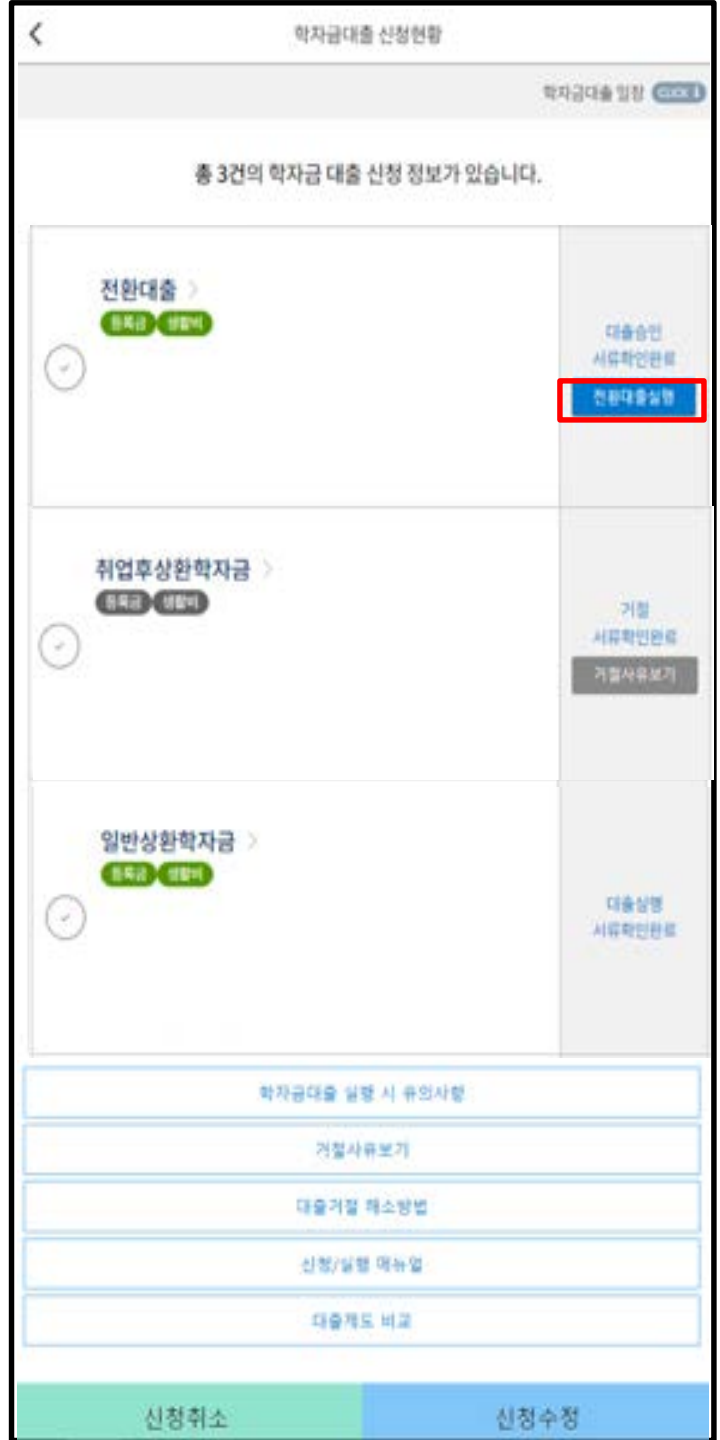 학자금대출 신청현황
학자금대출 일정 CLICK
총 3건의 학자금 대출 신청 정보가 있습니다.
전환대출
등록금 생활비
대출승인
서류확인완료
전환대출실행
취업후상환학자금
등록금 생활비
거절
서류확인완료
거절사유보기
일반상환학자금
등록금 생활비
대출실행
서류확인완료
학자금대출 실행 시 유의사항
거절사유보기
대출거절 해소방법
신청/실행 매뉴얼
대출제도 비교
신청취소 신청수정